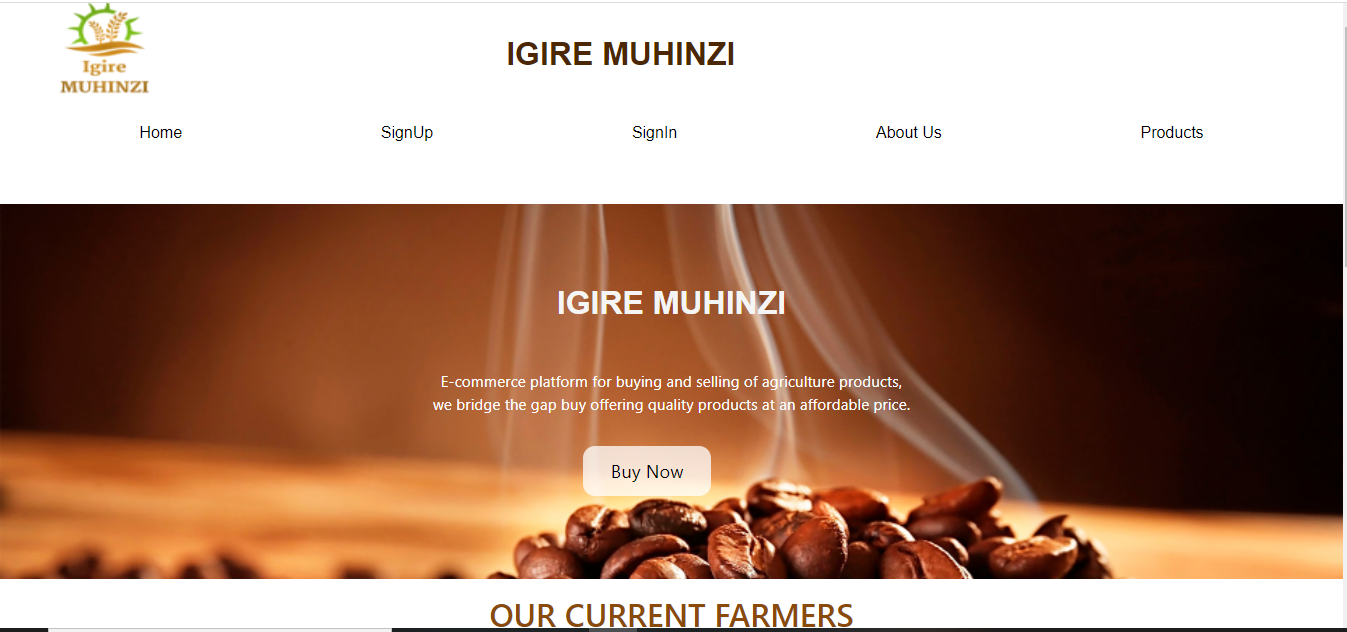 Igire
MUHINZI
IGIRE MUHINZI
Home SignUp SignIn About Us Products
IGIRE MUHINZI
E-commerce platform for buying and selling of agriculture products,
we bridge the gap buy offering quality products at an affordable price.
Buy Now
OUR CURRENT FARMERS